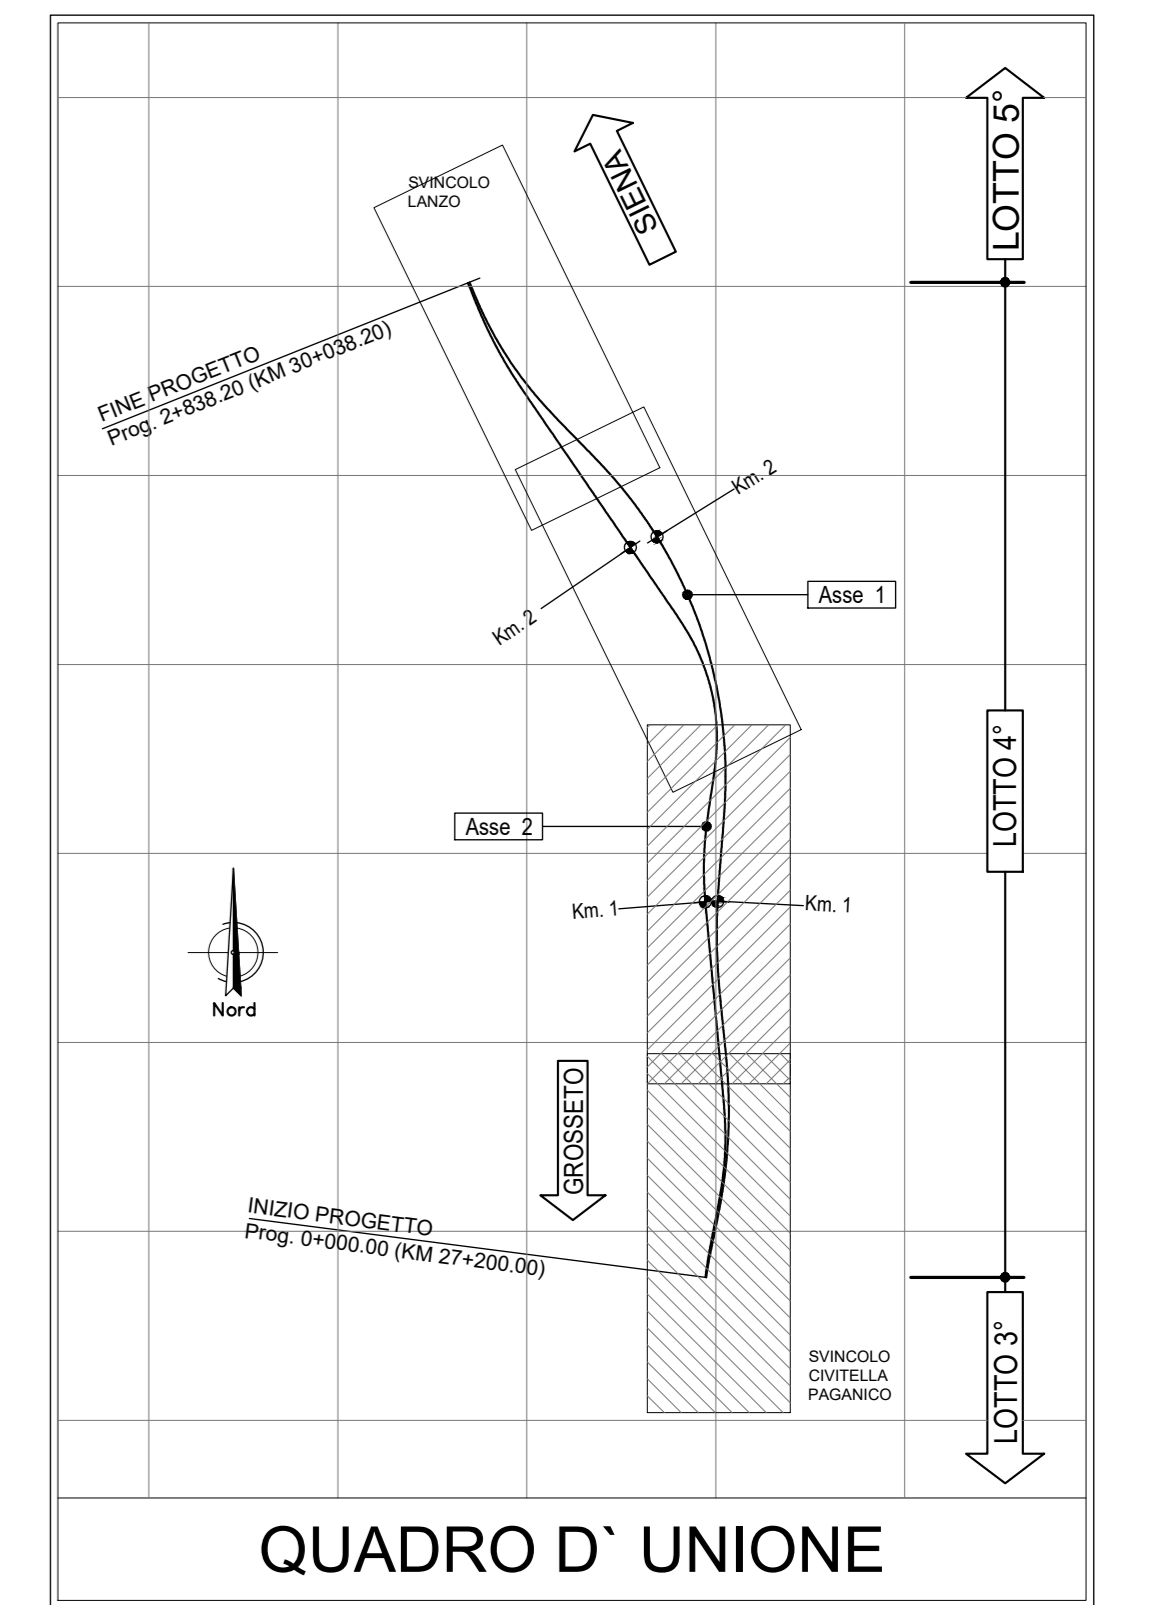 LOTTO 5°
SIENA
SVINCOLO
LANZO
FINE PROGETTO
Prog. 2+838.20 (KM 30+038.20)
Km. 2
Km. 2
Asse 1
LOTTO 4°
Asse 2
Km. 1
Km. 1
Nord
GROSSETO
INIZIO PROGETTO
Prog. 0+000.00 (KM 27+200.00)
SVINCOLO
CIVITELLA
PAGANICO
LOTTO 3°
QUADRO D` UNIONE